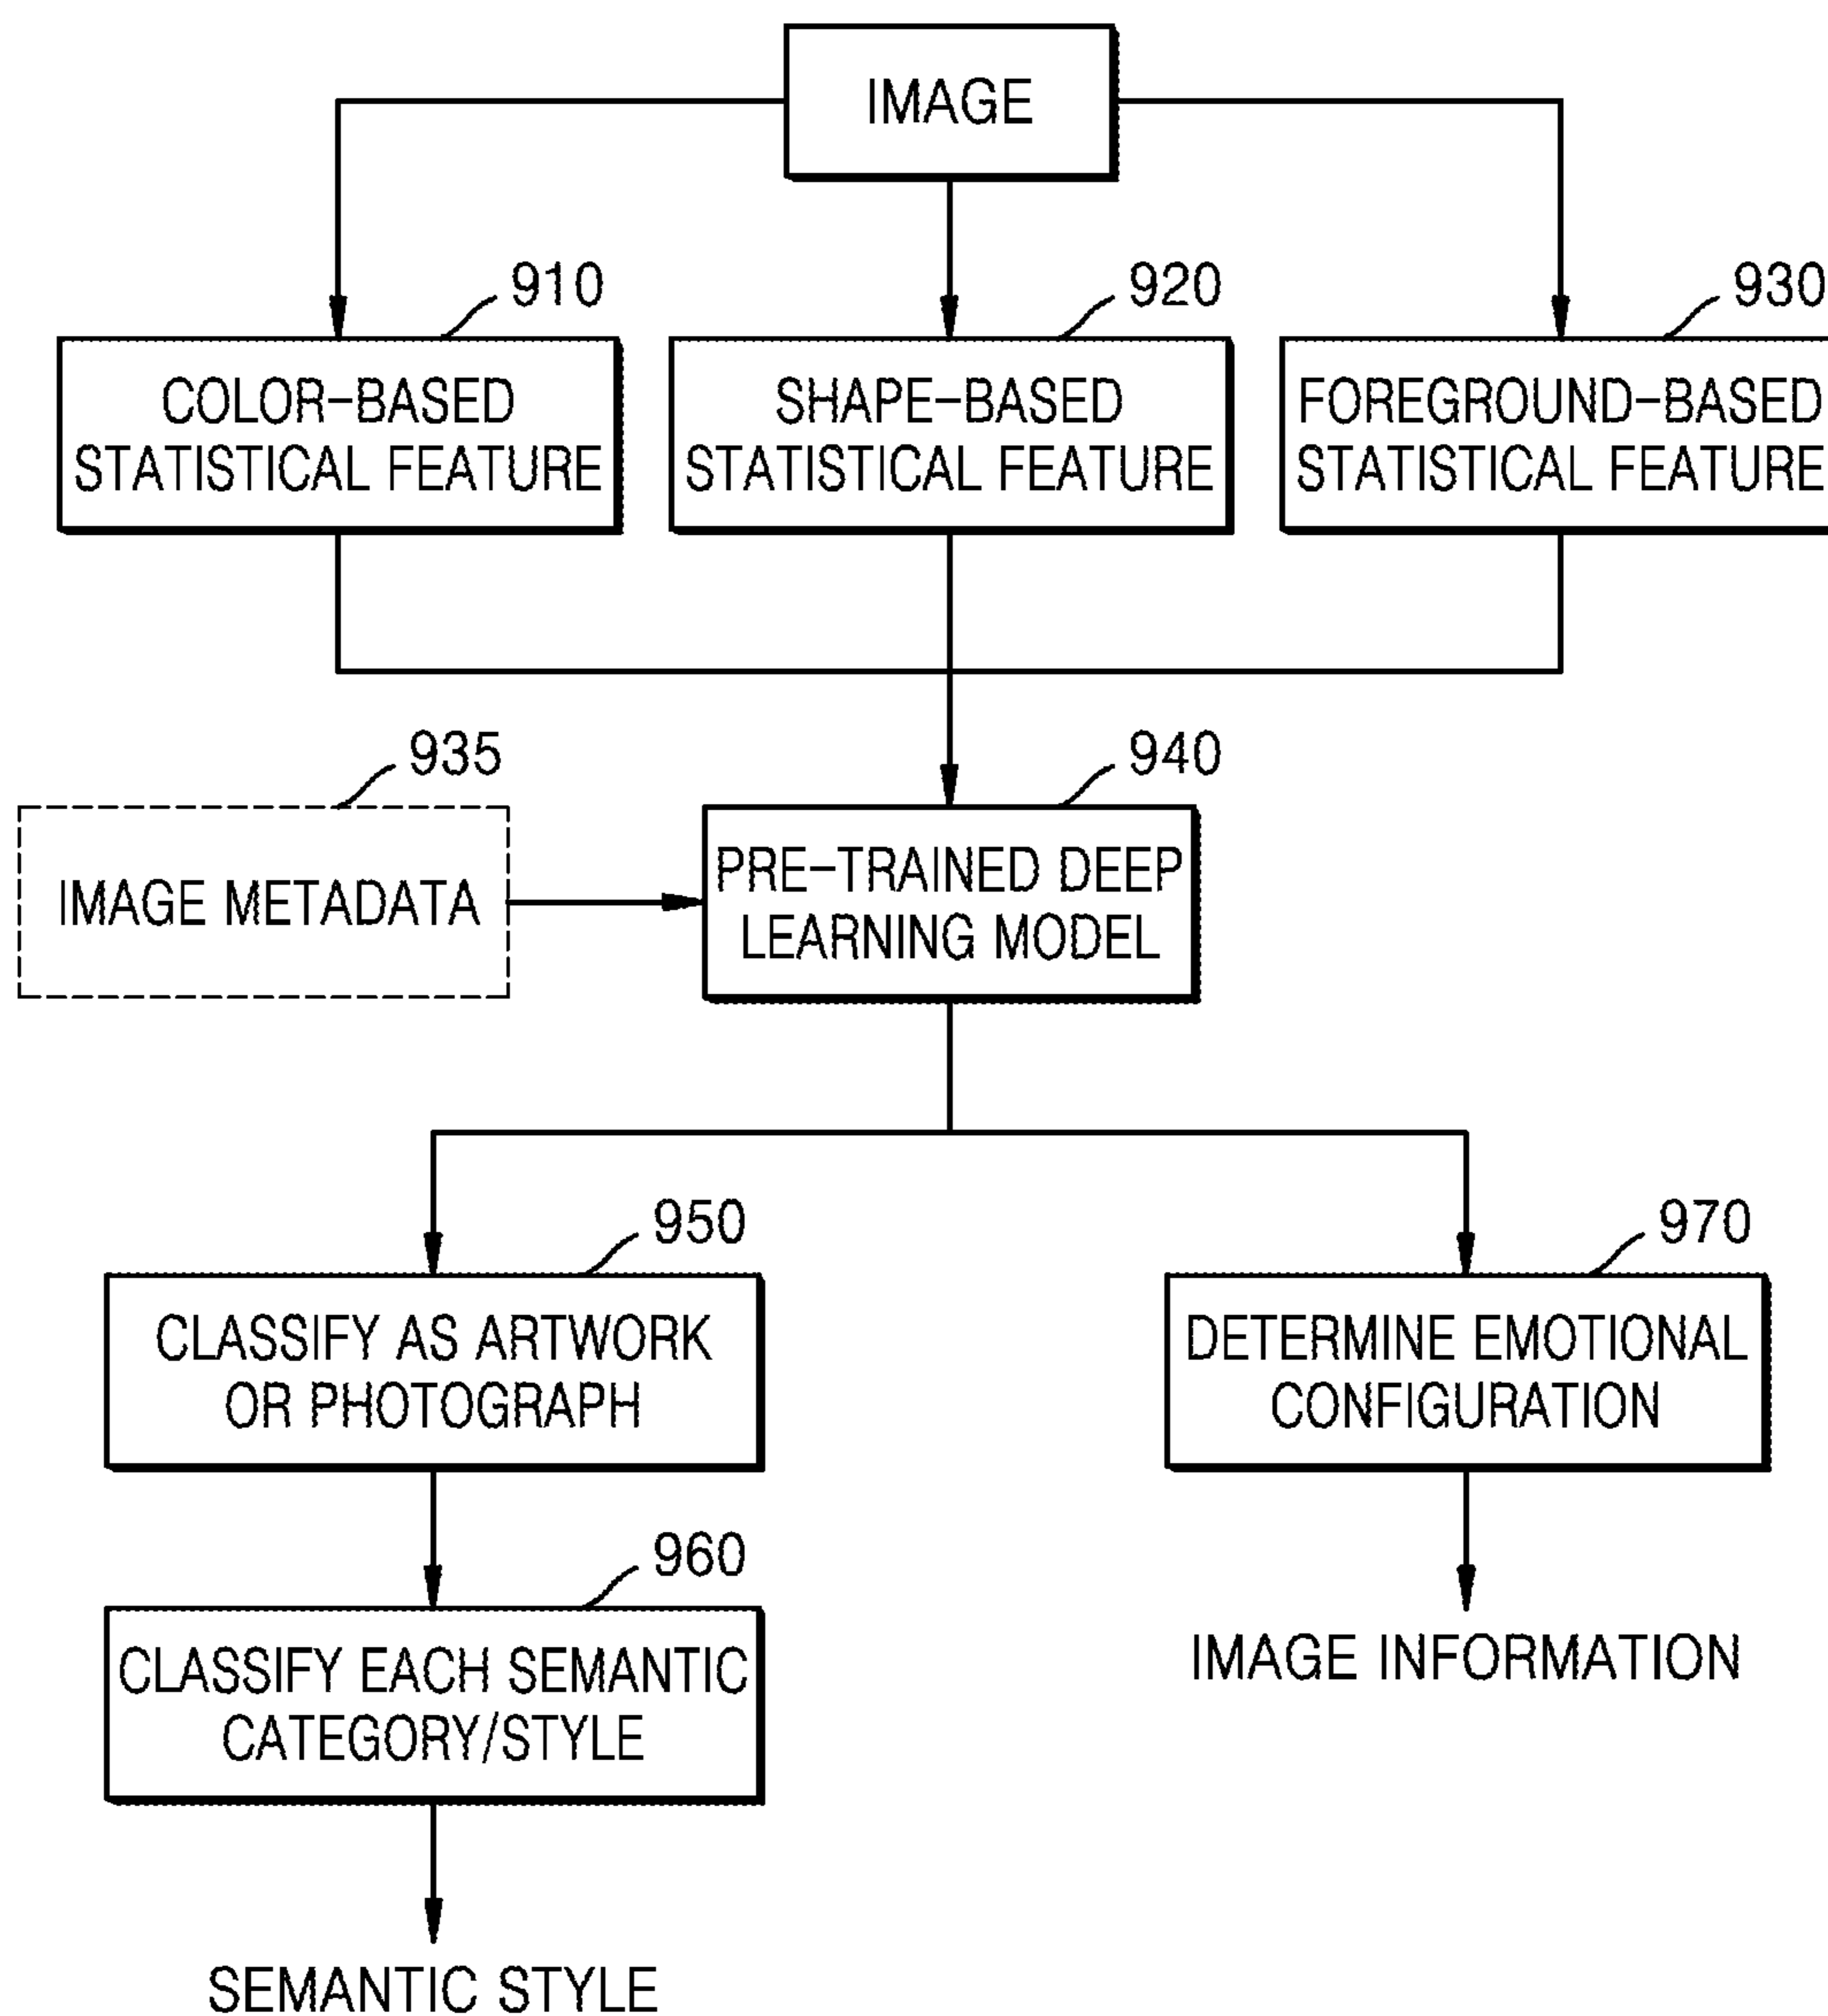 IMAGE
910
920
930
COLOR-BASED
STATISTICAL FEATURE
SHAPE-BASED
STATISTICAL FEATURE
FOREGROUND-BASED
STATISTICAL FEATURE
935
940
IMAGE METADATA
PRE-TRAINED DEEP
LEARNING MODEL
950
970
CLASSIFY AS ARTWORK
OR PHOTOGRAPH
DETERMINE EMOTIONAL
CONFIGURATION
960
CLASSIFY EACH SEMANTIC
CATEGORY/STYLE
IMAGE INFORMATION
SEMANTIC STYLE